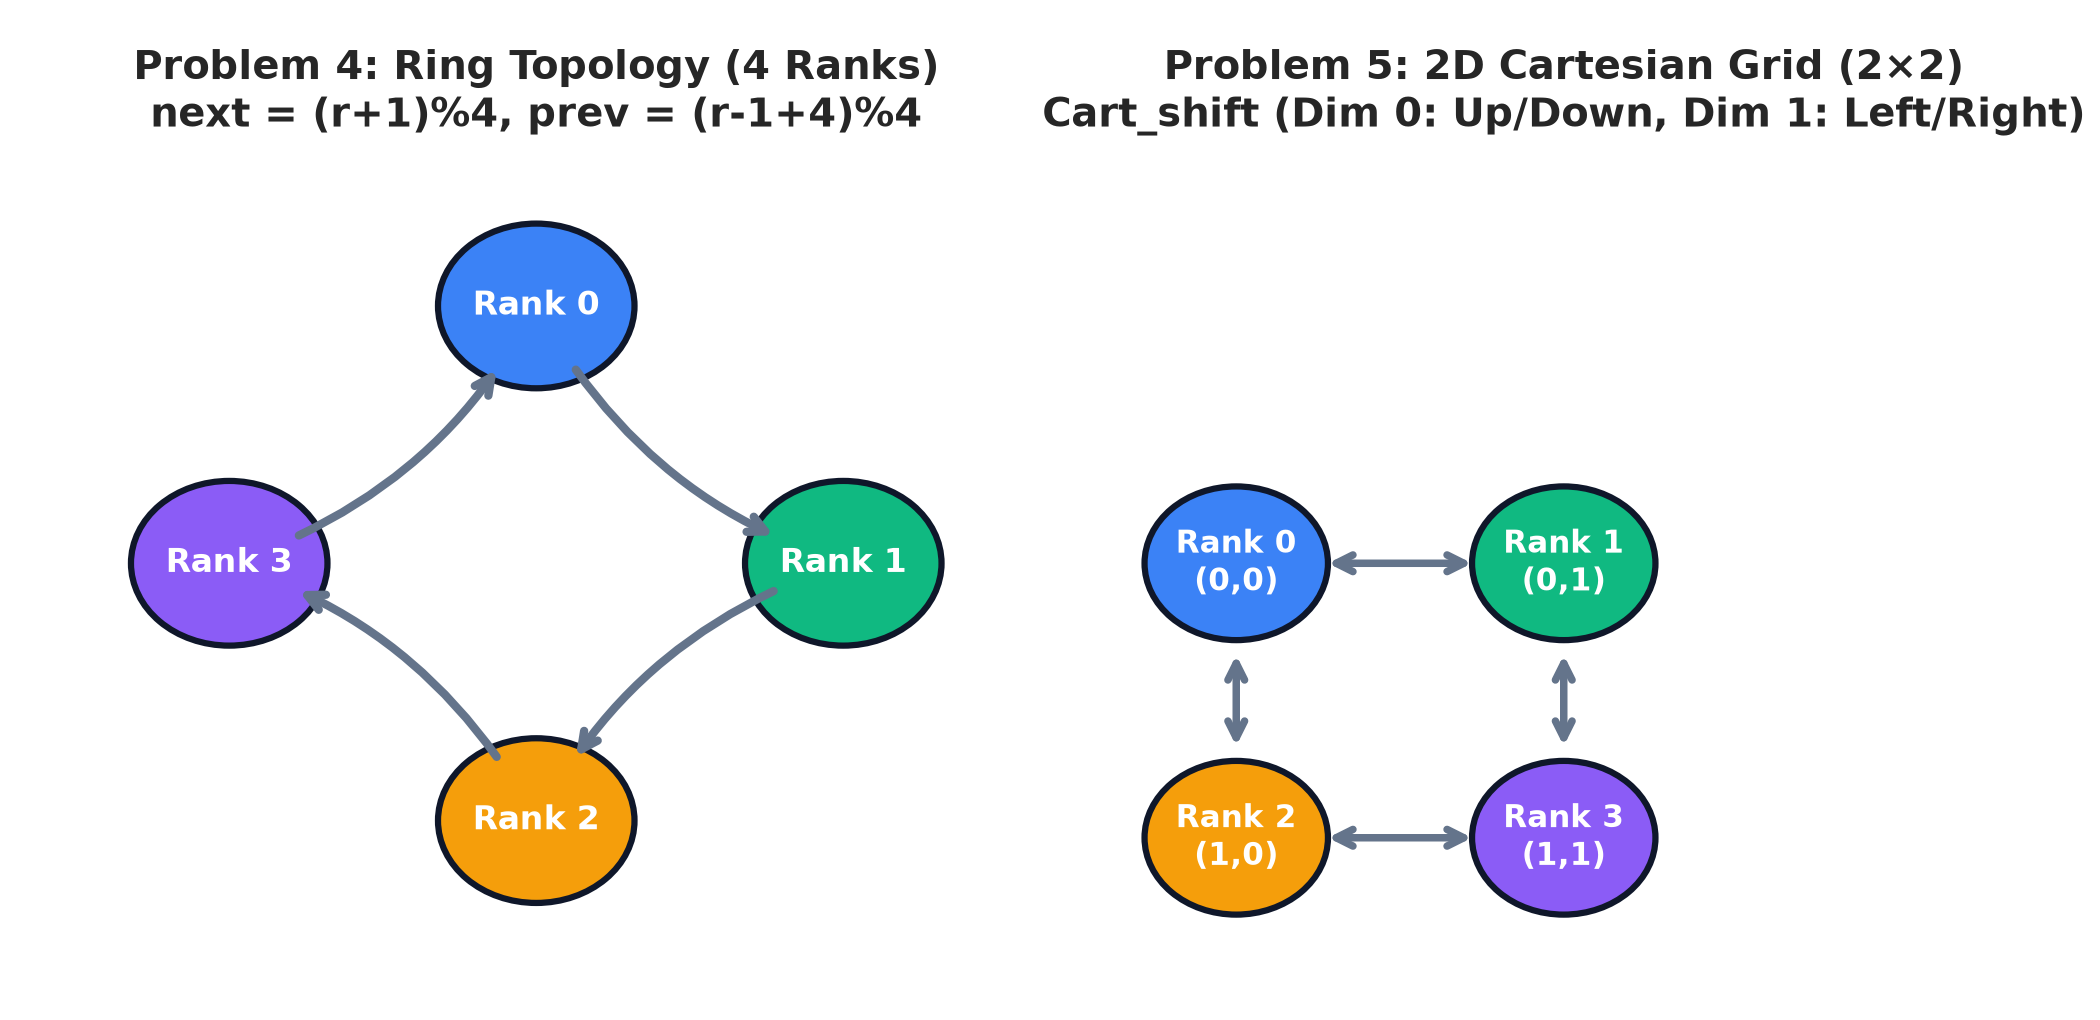 Problem 4: Ring Topology (4 Ranks)
next = (r+1)%4, prev = (r-1+4)%4
Rank 0
Rank 3
Rank 1
Rank 2
Problem 5: 2D Cartesian Grid (2×2)
Cart_shift (Dim 0: Up/Down, Dim 1: Left/Right)
Rank 0
(0,0)
Rank 1
(0,1)
Rank 2
(1,0)
Rank 3
(1,1)